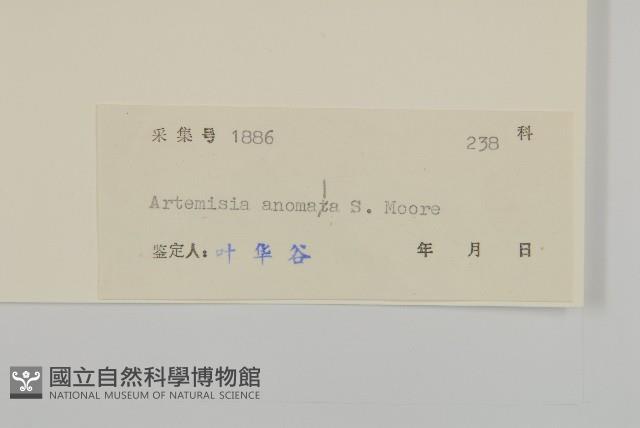 采集号 1886 238 科
Artemisia anomala S. Moore
鉴定人: 叶华谷 年 月 日
國立自然科學博物館
NATIONAL MUSEUM OF NATURAL SCIENCE